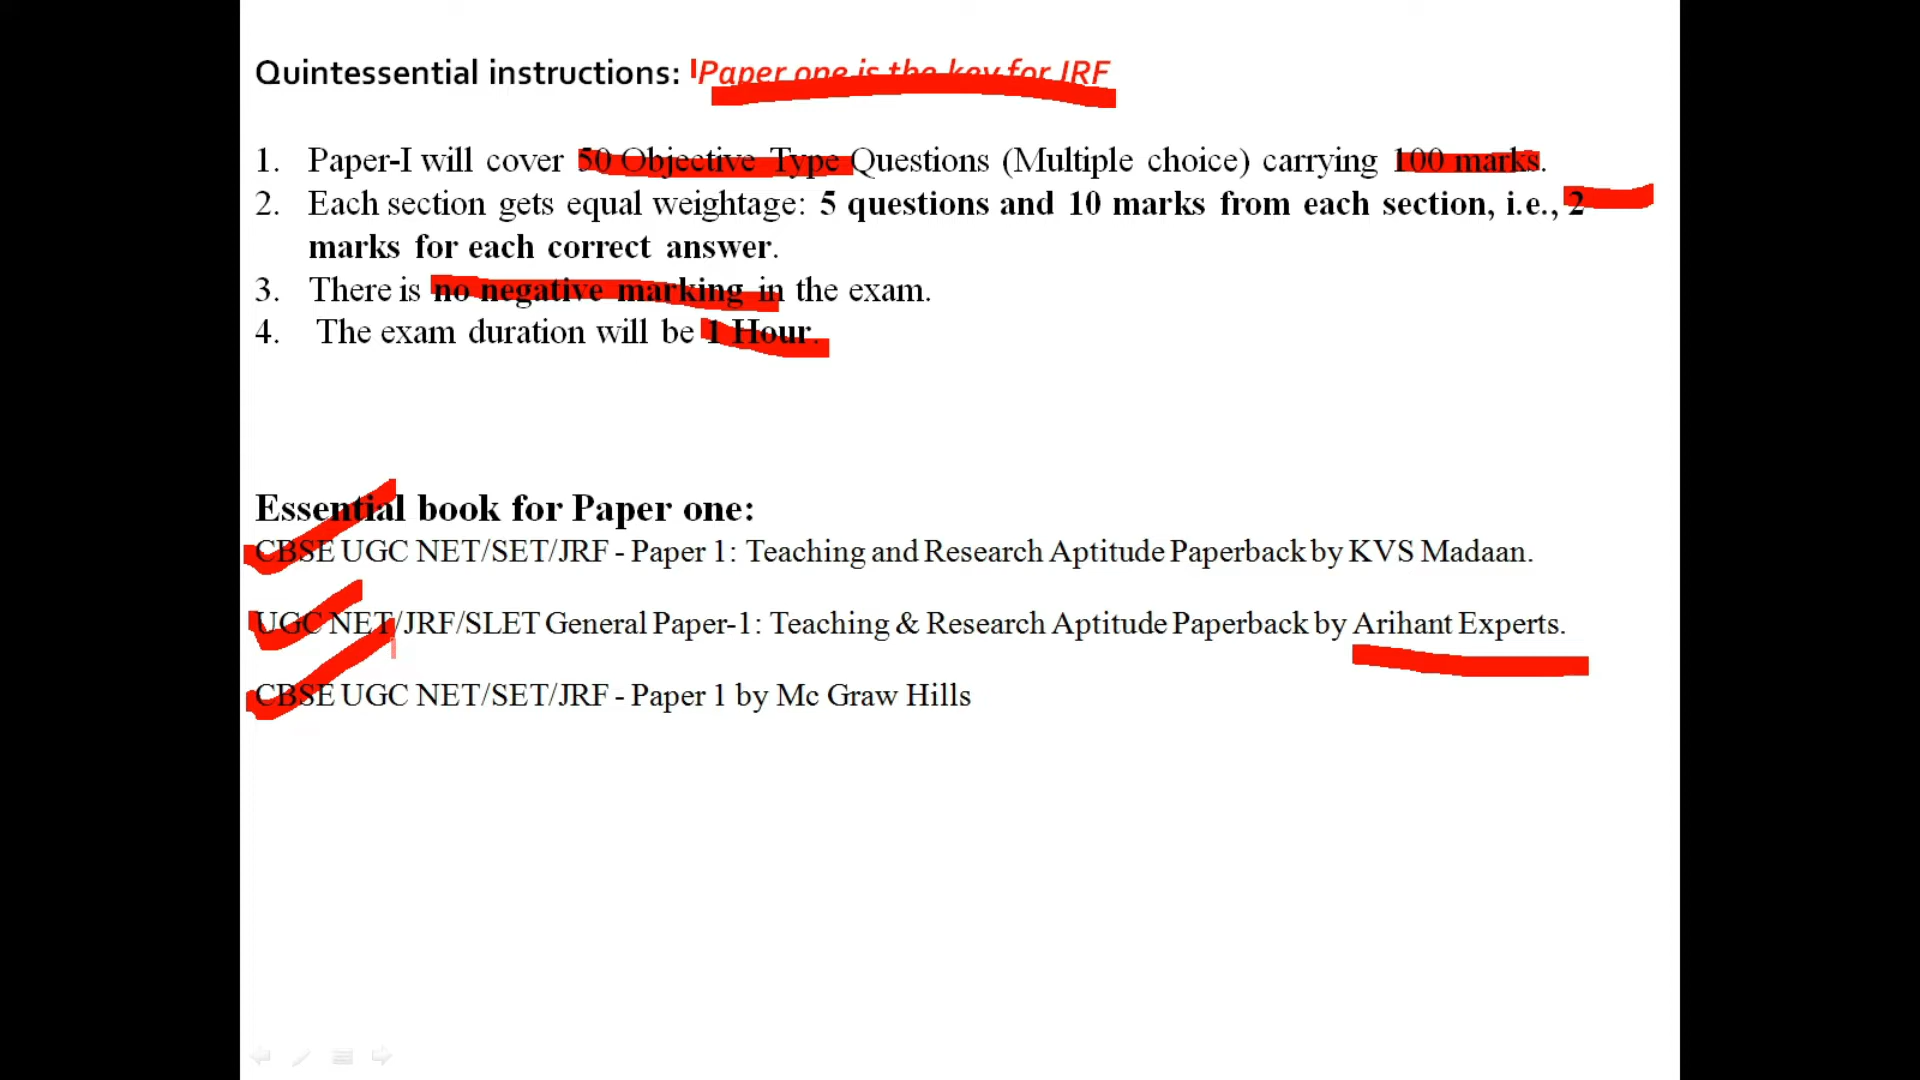 Quintessential instructions: Paper one is the key for JRF
1. Paper-I will cover 50 Objective Type Questions (Multiple choice) carrying 100 marks.
2. Each section gets equal weightage: 5 questions and 10 marks from each section, i.e., 2
marks for each correct answer.
3. There is no negative marking in the exam.
4. The exam duration will be 1 Hour.
Essential book for Paper one:
CBSE UGC NET/SET/JRF - Paper 1: Teaching and Research Aptitude Paperback by KVS Madaan.
UGC NET/JRF/SLET General Paper-1: Teaching & Research Aptitude Paperback by Arihant Experts.
CBSE UGC NET/SET/JRF - Paper 1 by Mc Graw Hills